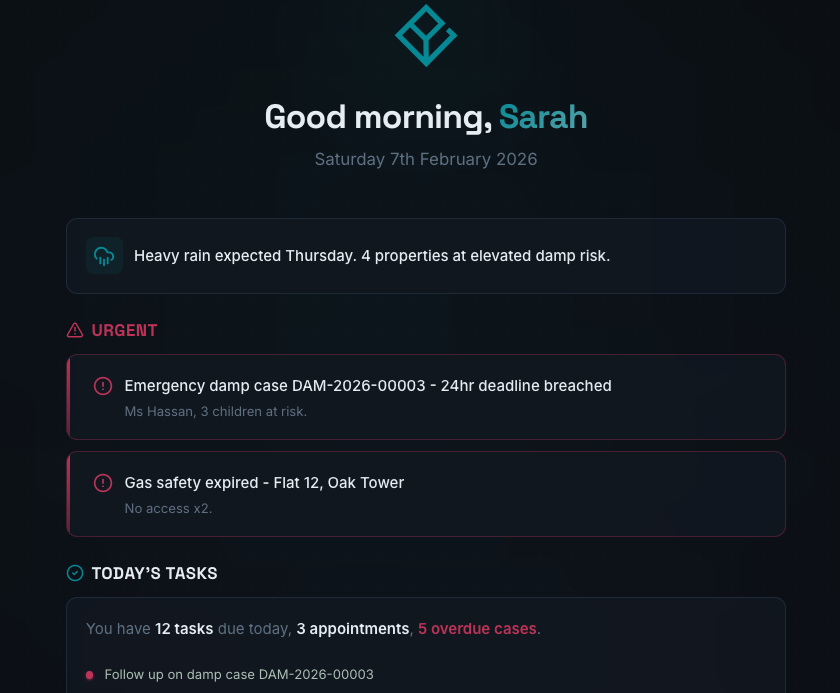 Good morning, Sarah
Saturday 7th February 2026
Heavy rain expected Thursday. 4 properties at elevated damp risk.
URGENT
Emergency damp case DAM-2026-00003 - 24hr deadline breached
Ms Hassan, 3 children at risk.
Gas safety expired - Flat 12, Oak Tower
No access x2.
TODAY'S TASKS
You have 12 tasks due today, 3 appointments, 5 overdue cases.
Follow up on damp case DAM-2026-00003